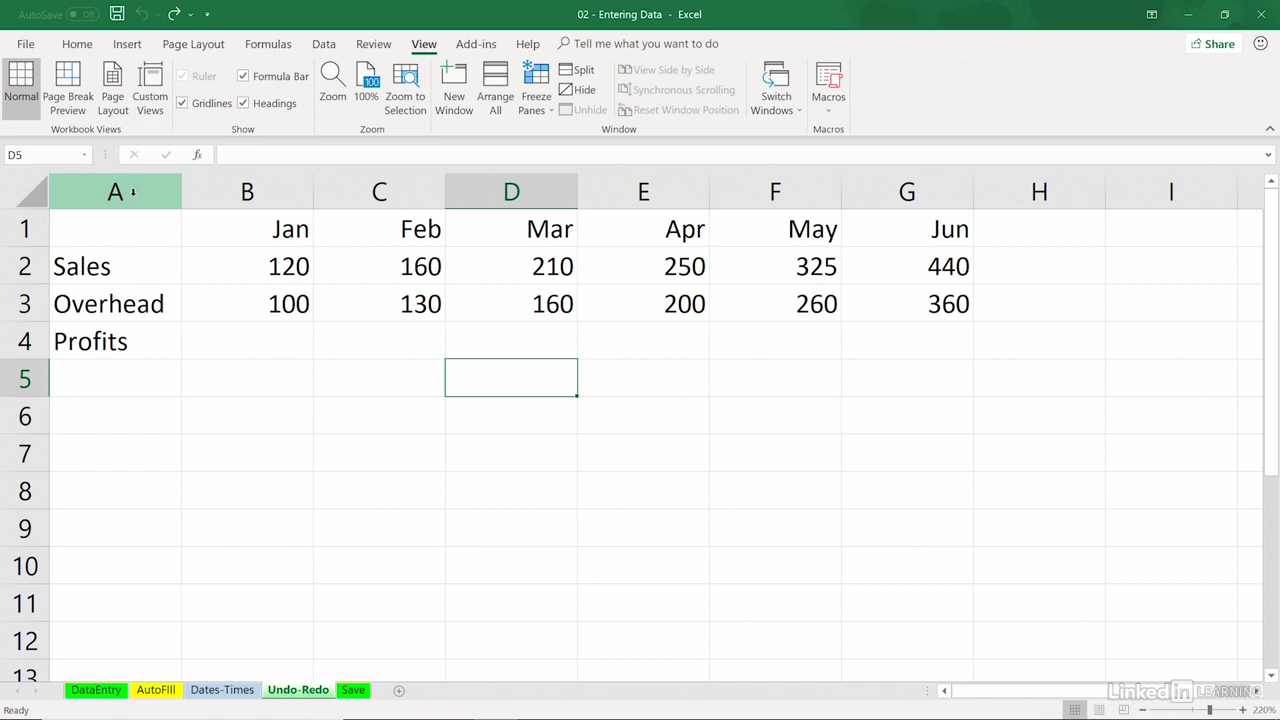 AutoSave Off 02 - Entering Data - Excel
File Home Insert Page Layout Formulas Data Review View Add-ins Help Tell me what you want to do Share
Normal Page Break Preview Page Layout Custom Views
Ruler Formula Bar
Gridlines Headings
Zoom 100% Zoom to Selection
New Window Arrange All Freeze Panes
Split
Hide
Unhide
View Side by Side
Synchronous Scrolling
Reset Window Position
Switch Windows Macros
Workbook Views Show Zoom Window Macros
D5 fx
A B C D E F G H I
1 Jan Feb Mar Apr May Jun
2 Sales 120 160 210 250 325 440
3 Overhead 100 130 160 200 260 360
4 Profits
5
6
7
8
9
10
11
12
13
DataEntry AutoFIll Dates-Times Undo-Redo Save
LinkedIn LEARNING
Ready 220%